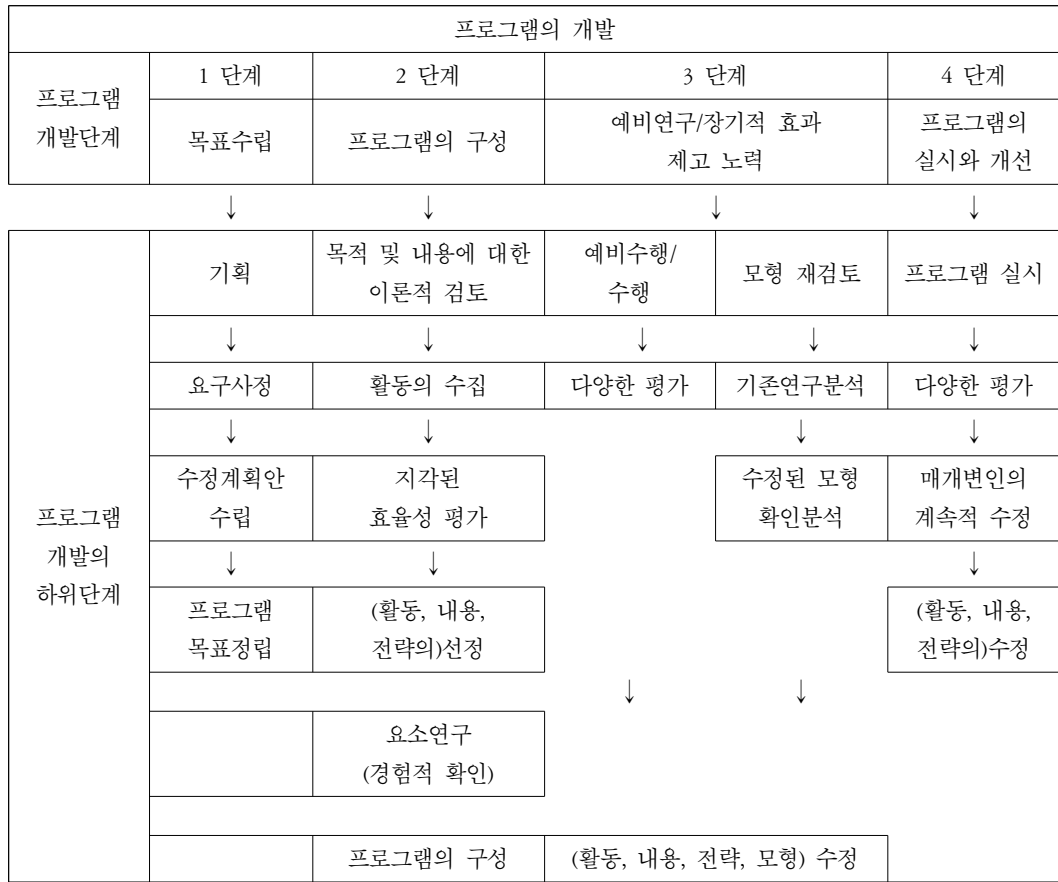 프로그램의 개발
프로그램
개발단계
1 단계
2 단계
3 단계
4 단계
목표수립
프로그램의 구성
예비연구/장기적 효과
제고 노력
프로그램의
실시와 개선
↓ ↓ ↓ ↓
프로그램
개발의
하위단계
기획
목적 및 내용에 대한
이론적 검토
예비수행/
수행
모형 재검토
프로그램 실시
↓ ↓ ↓ ↓ ↓
요구사정
활동의 수집
다양한 평가
기존연구분석
다양한 평가
↓ ↓ ↓ ↓
수정계획안
수립
지각된
효율성 평가
수정된 모형
확인분석
매개변인의
계속적 수정
↓ ↓ ↓
프로그램
목표정립
(활동, 내용,
전략의)선정
(활동, 내용,
전략의)수정
↓ ↓
요소연구
(경험적 확인)
프로그램의 구성
(활동, 내용, 전략, 모형) 수정